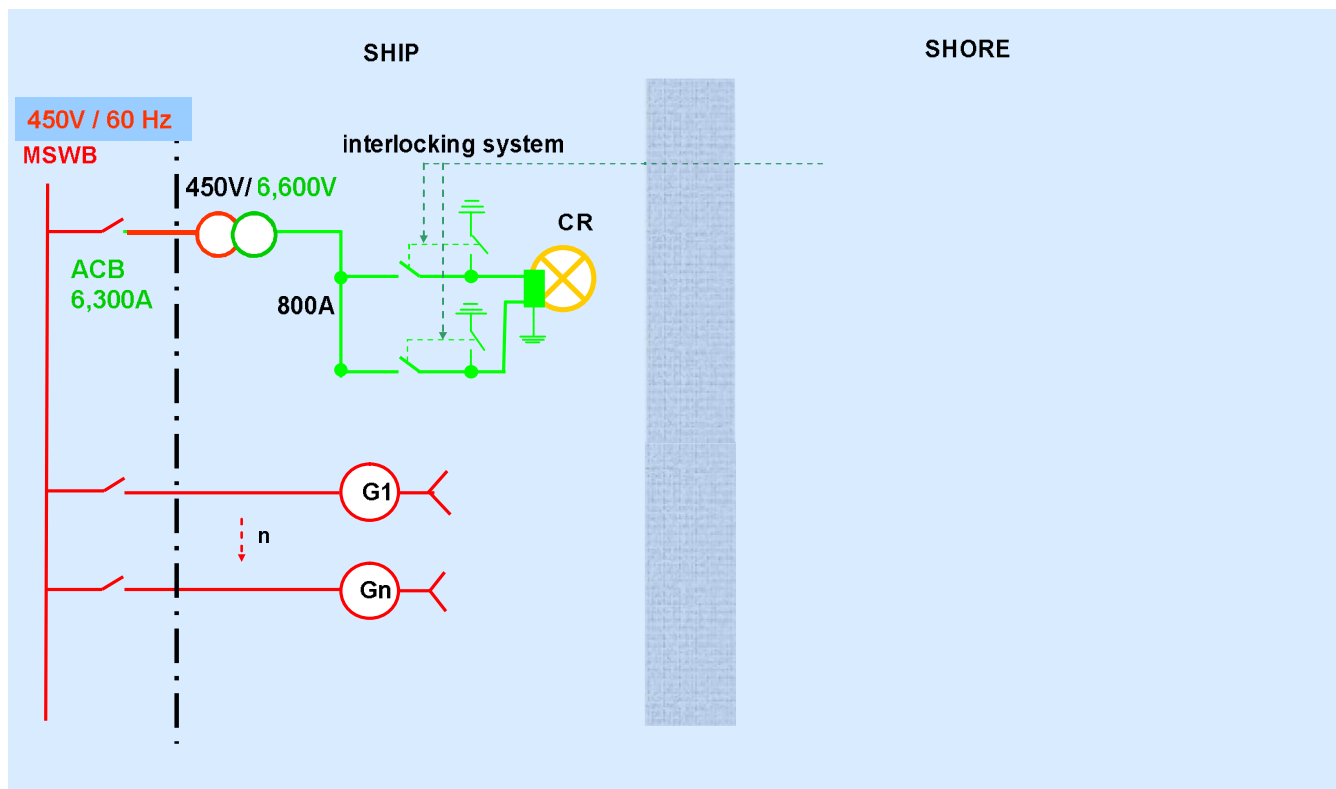 SHIP
SHORE
450V / 60 Hz
MSWB
interlocking system
450V/ 6,600V
CR
ACB
6,300A
800A
G1
n
Gn